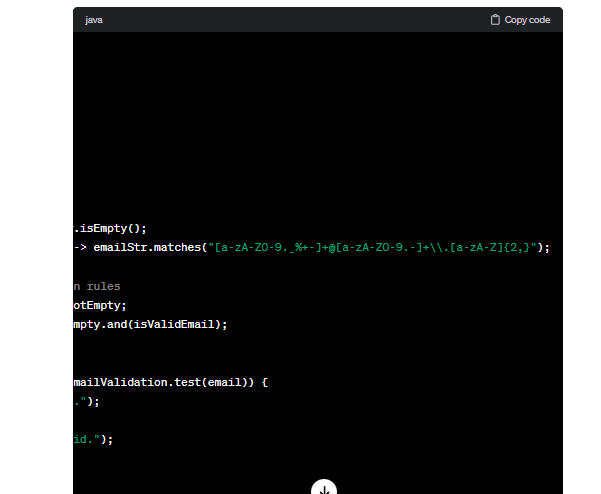 java Copy code
.isEmpty();
-> emailStr.matches("[a-zA-Z0-9._%+-]+@[a-zA-Z0-9.-]+\\.[a-zA-Z]{2,}");
n rules
otEmpty;
mpty.and(isValidEmail);
mailValidation.test(email)) {
.");
id.");